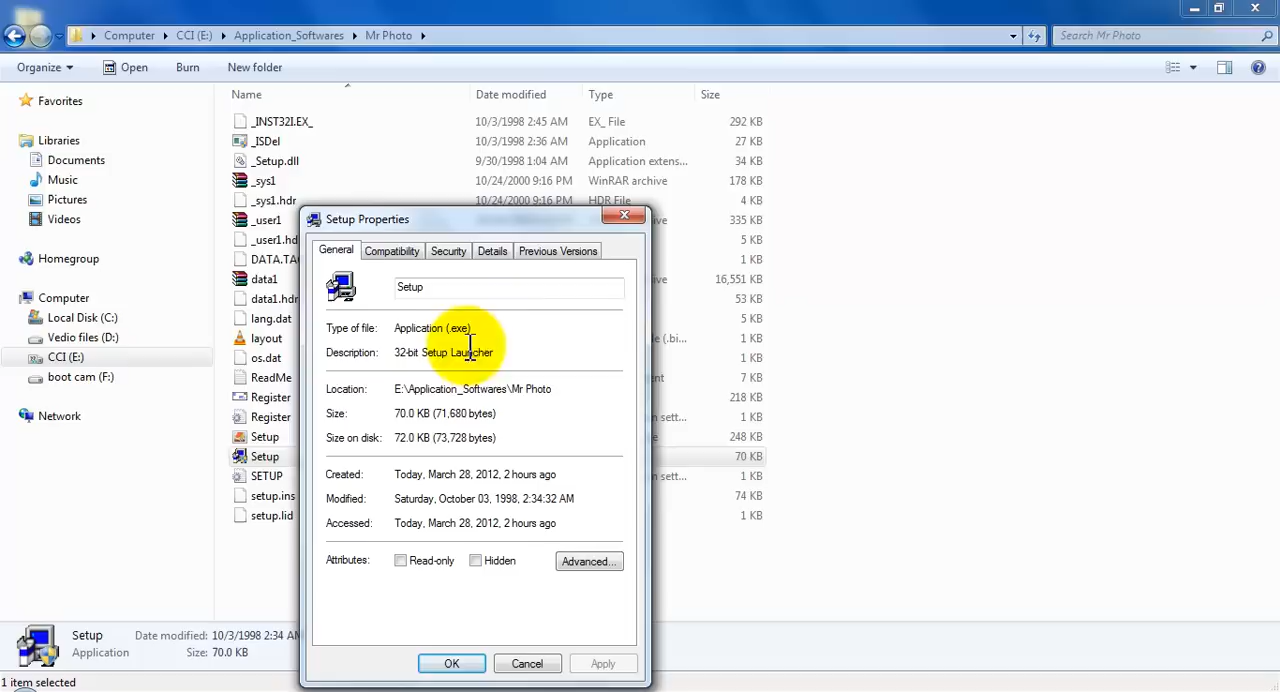 Computer CCI (E:) Application_Softwares Mr Photo Search Mr Photo
Organize Open Burn New folder
Favorites
Libraries
Documents
Music
Pictures
Videos
Homegroup
Computer
Local Disk (C:)
Vedio files (D:)
CCI (E:)
boot cam (F:)
Network
Name Date modified Type Size
_INST32I.EX_ 10/3/1998 2:45 AM EX_ File 292 KB
_ISDel 10/3/1998 2:36 AM Application 27 KB
_Setup.dll 9/30/1998 1:04 AM Application extens... 34 KB
_sys1 10/24/2000 9:16 PM WinRAR archive 178 KB
_sys1.hdr 10/24/2000 9:16 PM HDR File 4 KB
_user1 335 KB
_user1.hd 5 KB
DATA.TA 1 KB
data1 16,551 KB
data1.hdr 53 KB
lang.dat 5 KB
layout 1 KB
os.dat 1 KB
ReadMe 7 KB
Register 218 KB
Register 1 KB
Setup 248 KB
Setup 70 KB
SETUP 1 KB
setup.ins 74 KB
setup.lid 1 KB
Setup Properties
General Compatibility Security Details Previous Versions
Setup
Type of file: Application (.exe)
Description: 32-bit Setup Launcher
Location: E:\Application_Softwares\Mr Photo
Size: 70.0 KB (71,680 bytes)
Size on disk: 72.0 KB (73,728 bytes)
Created: Today, March 28, 2012, 2 hours ago
Modified: Saturday, October 03, 1998, 2:34:32 AM
Accessed: Today, March 28, 2012, 2 hours ago
Attributes: Read-only Hidden Advanced...
OK Cancel Apply
Setup Date modified: 10/3/1998 2:34 AM
Application Size: 70.0 KB
1 item selected